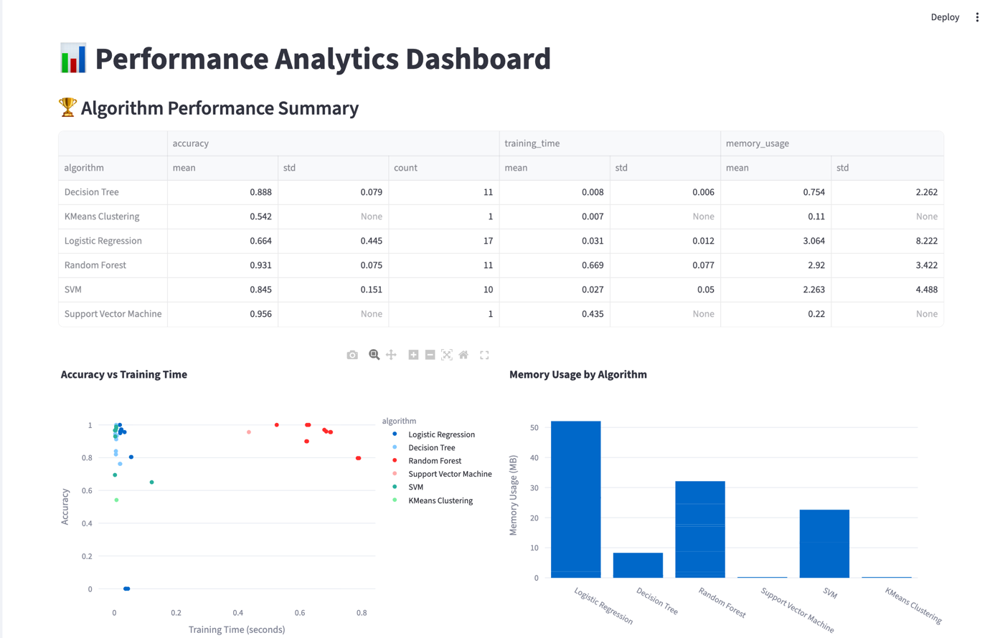 Deploy
Performance Analytics Dashboard
Algorithm Performance Summary
accuracy training_time memory_usage
algorithm mean std count mean std mean std
Decision Tree 0.888 0.079 11 0.008 0.006 0.754 2.262
KMeans Clustering 0.542 None 1 0.007 None 0.11 None
Logistic Regression 0.664 0.445 17 0.031 0.012 3.064 8.222
Random Forest 0.931 0.075 11 0.669 0.077 2.92 3.422
SVM 0.845 0.151 10 0.027 0.05 2.263 4.488
Support Vector Machine 0.956 None 1 0.435 None 0.22 None
Accuracy vs Training Time
1
0.8
0.6
0.4
0.2
0
Accuracy
0 0.2 0.4 0.6 0.8
Training Time (seconds)
algorithm
Logistic Regression
Decision Tree
Random Forest
Support Vector Machine
SVM
KMeans Clustering
Memory Usage by Algorithm
50
40
30
20
10
0
Memory Usage (MB)
Logistic Regression
Decision Tree
Random Forest
Support Vector Machine
SVM
KMeans Clustering